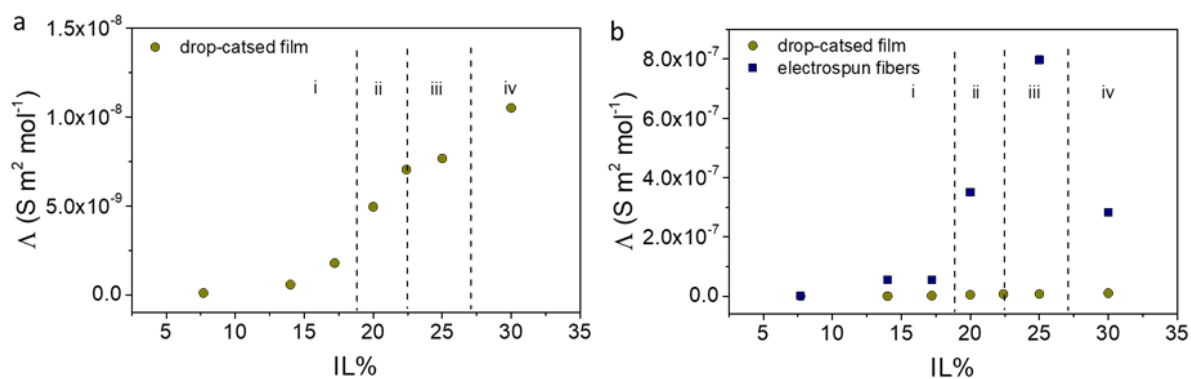 a
1.5x10⁻⁸
1.0x10⁻⁸
5.0x10⁻⁹
0.0
Λ (S m² mol⁻¹)
drop-catsed film
i
ii
iii
iv
5 10 15 20 25 30 35
IL%
b
8.0x10⁻⁷
6.0x10⁻⁷
4.0x10⁻⁷
2.0x10⁻⁷
0.0
Λ (S m² mol⁻¹)
drop-catsed film
electrospun fibers
i
ii
iii
iv
5 10 15 20 25 30 35
IL%